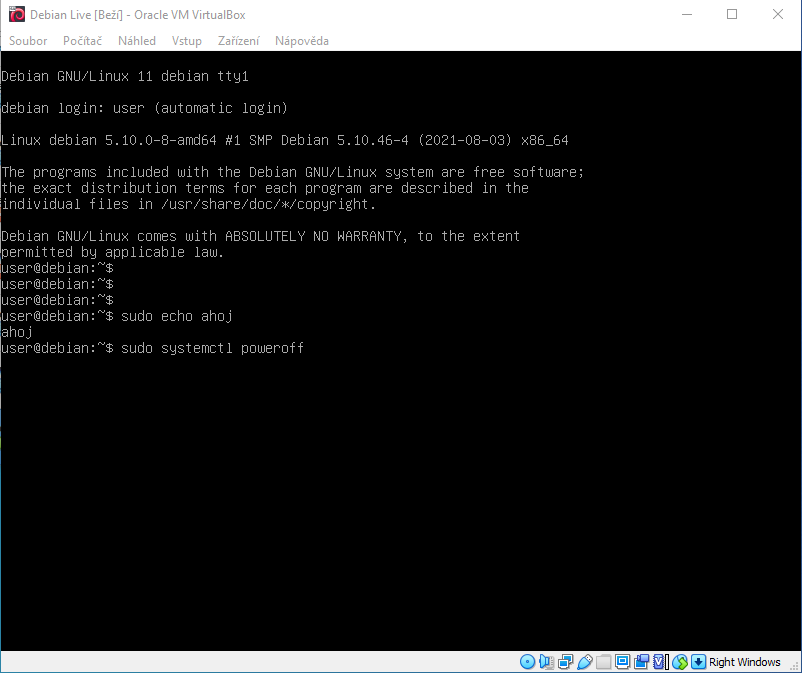 Debian Live [Beží] - Oracle VM VirtualBox
Soubor Počítač Náhled Vstup Zařízení Nápověda
Debian GNU/Linux 11 debian tty1
debian login: user (automatic login)
Linux debian 5.10.0-8-amd64 #1 SMP Debian 5.10.46-4 (2021-08-03) x86_64
The programs included with the Debian GNU/Linux system are free software;
the exact distribution terms for each program are described in the
individual files in /usr/share/doc/*/copyright.
Debian GNU/Linux comes with ABSOLUTELY NO WARRANTY, to the extent
permitted by applicable law.
user@debian:~$
user@debian:~$
user@debian:~$
user@debian:~$ sudo echo ahoj
ahoj
user@debian:~$ sudo systemctl poweroff
Right Windows